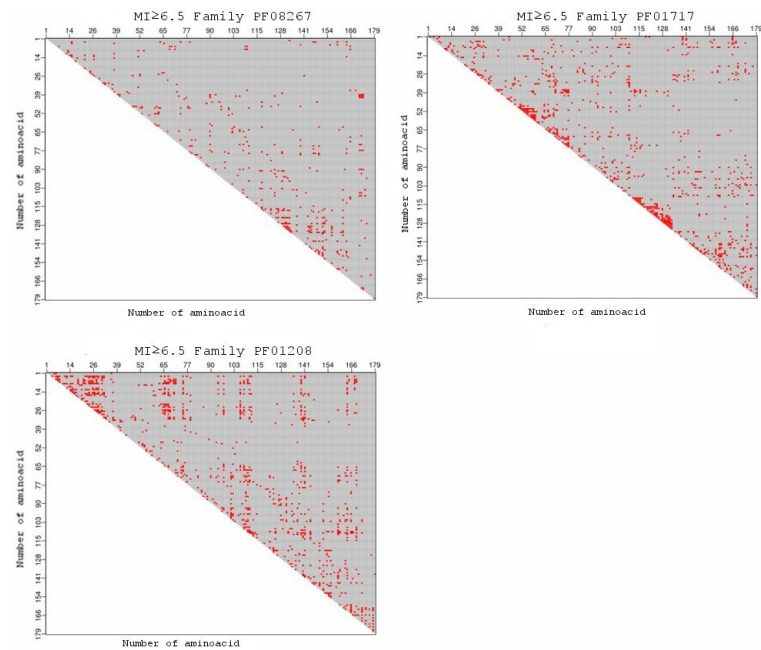 MI≥6.5 Family PF08267
1 14 26 39 52 65 77 90 103 115 128 141 154 166 179
Number of aminoacid
1 14 26 39 52 65 77 90 103 115 128 141 154 166 179
Number of aminoacid
MI≥6.5 Family PF01717
1 14 26 39 52 65 77 90 103 115 128 141 154 166 179
Number of aminoacid
1 14 26 39 52 65 77 90 103 115 128 141 154 166 179
Number of aminoacid
MI≥6.5 Family PF01208
1 14 26 39 52 65 77 90 103 115 128 141 154 166 179
Number of aminoacid
1 14 26 39 52 65 77 90 103 115 128 141 154 166 179
Number of aminoacid